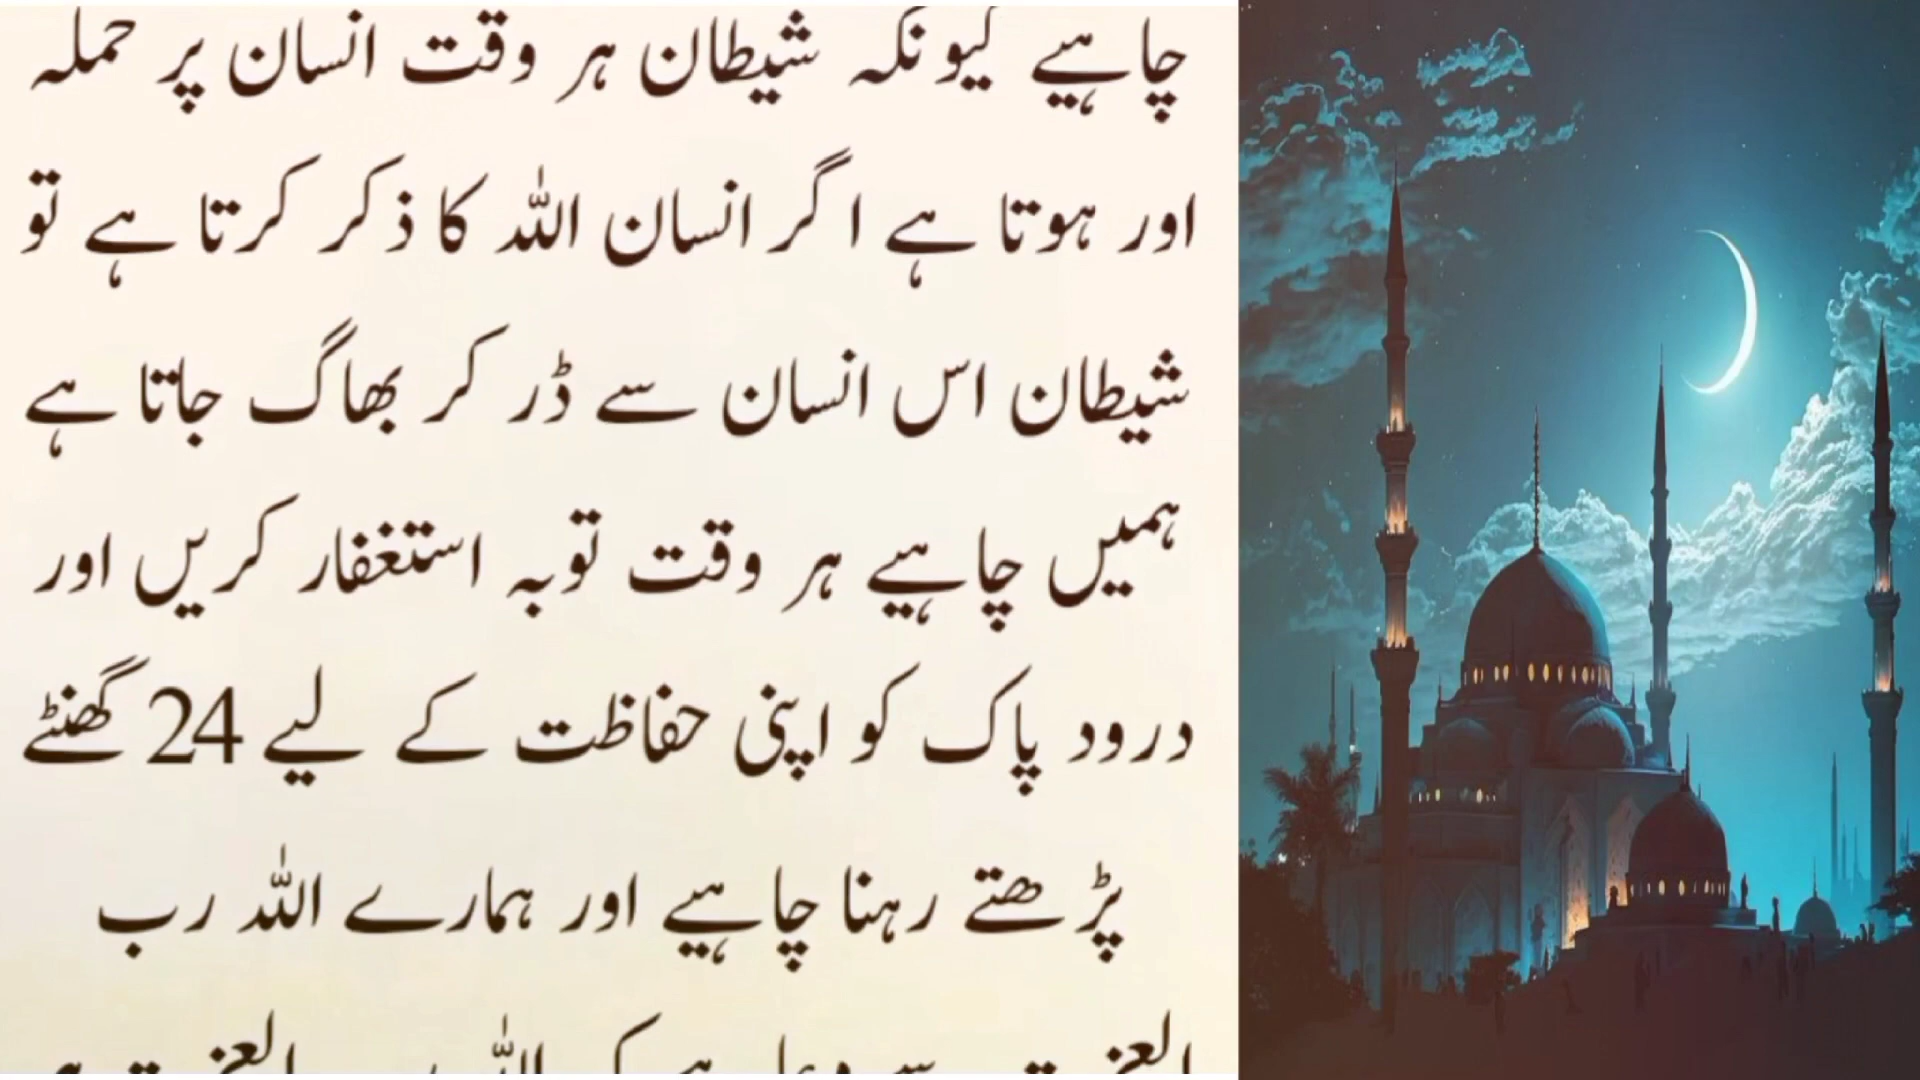 چاہیے کیونکہ شیطان ہر وقت انسان پر حملہ
اور ہوتا ہے اگر انسان اللہ کا ذکر کرتا ہے تو
شیطان اس انسان سے ڈر کر بھاگ جاتا ہے
ہمیں چاہیے ہر وقت توبہ استغفار کریں اور
درود پاک کو اپنی حفاظت کے لیے 24 گھنٹے
پڑھتے رہنا چاہیے اور ہمارے اللہ رب